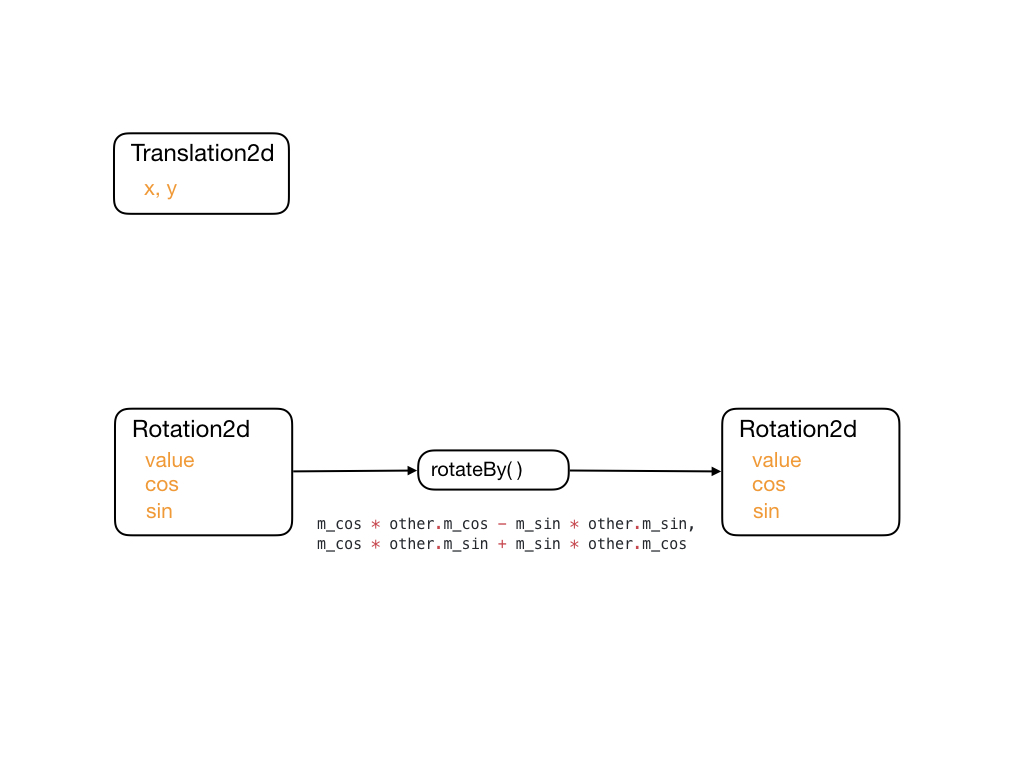 Translation2d
x, y
Rotation2d
value
cos
sin
rotateBy( )
m_cos * other.m_cos - m_sin * other.m_sin,
m_cos * other.m_sin + m_sin * other.m_cos
Rotation2d
value
cos
sin